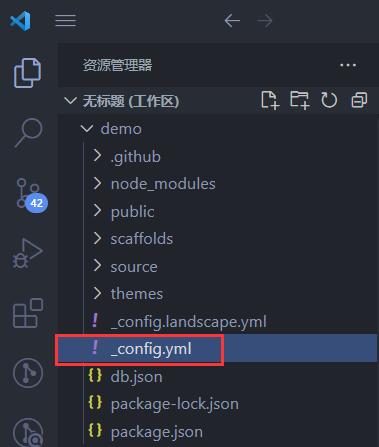 资源管理器
无标题 (工作区)
demo
.github
node_modules
public
42
scaffolds
source
themes
_config.landscape.yml
_config.yml
db.json
package-lock.json
package.json